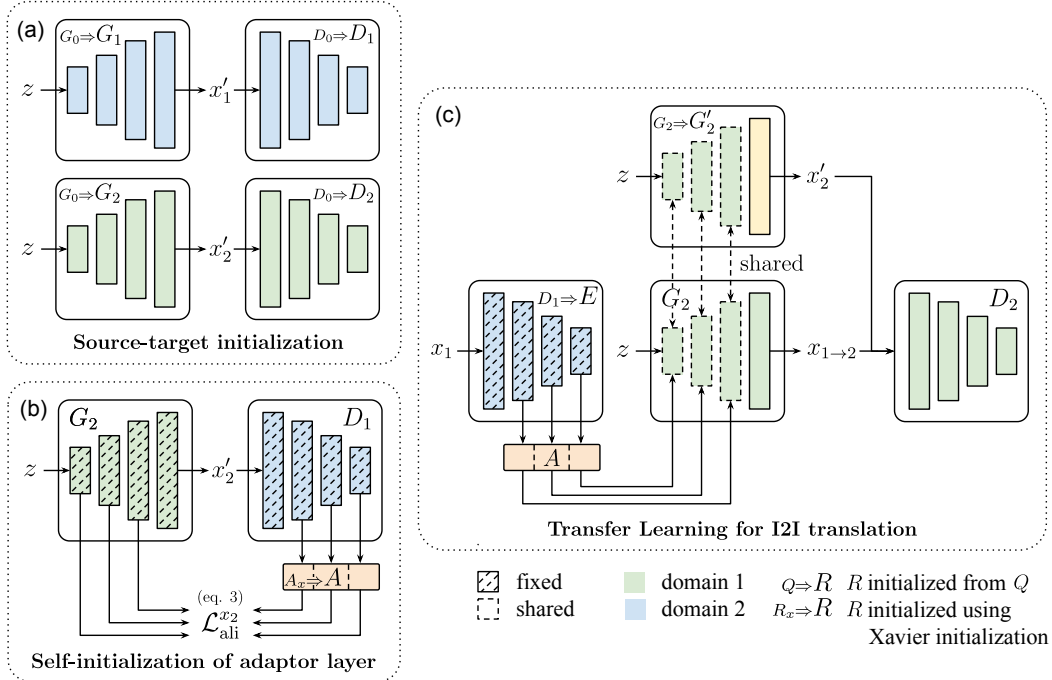 (a)
G₀⇒G₁
D₀⇒D₁
z
x′₁
G₀⇒G₂
D₀⇒D₂
z
x′₂
Source-target initialization
(b)
G₂
D₁
z
x′₂
Aₓ⇒A
(eq. 3)
ℒ_ali^x₂
Self-initialization of adaptor layer
(c)
G₂⇒G′₂
z
x′₂
shared
D₁⇒E
G₂
D₂
x₁
z
x₁→₂
A
Transfer Learning for I2I translation
fixed
domain 1
Q⇒R R initialized from Q
shared
domain 2
Rₓ⇒R R initialized using
Xavier initialization